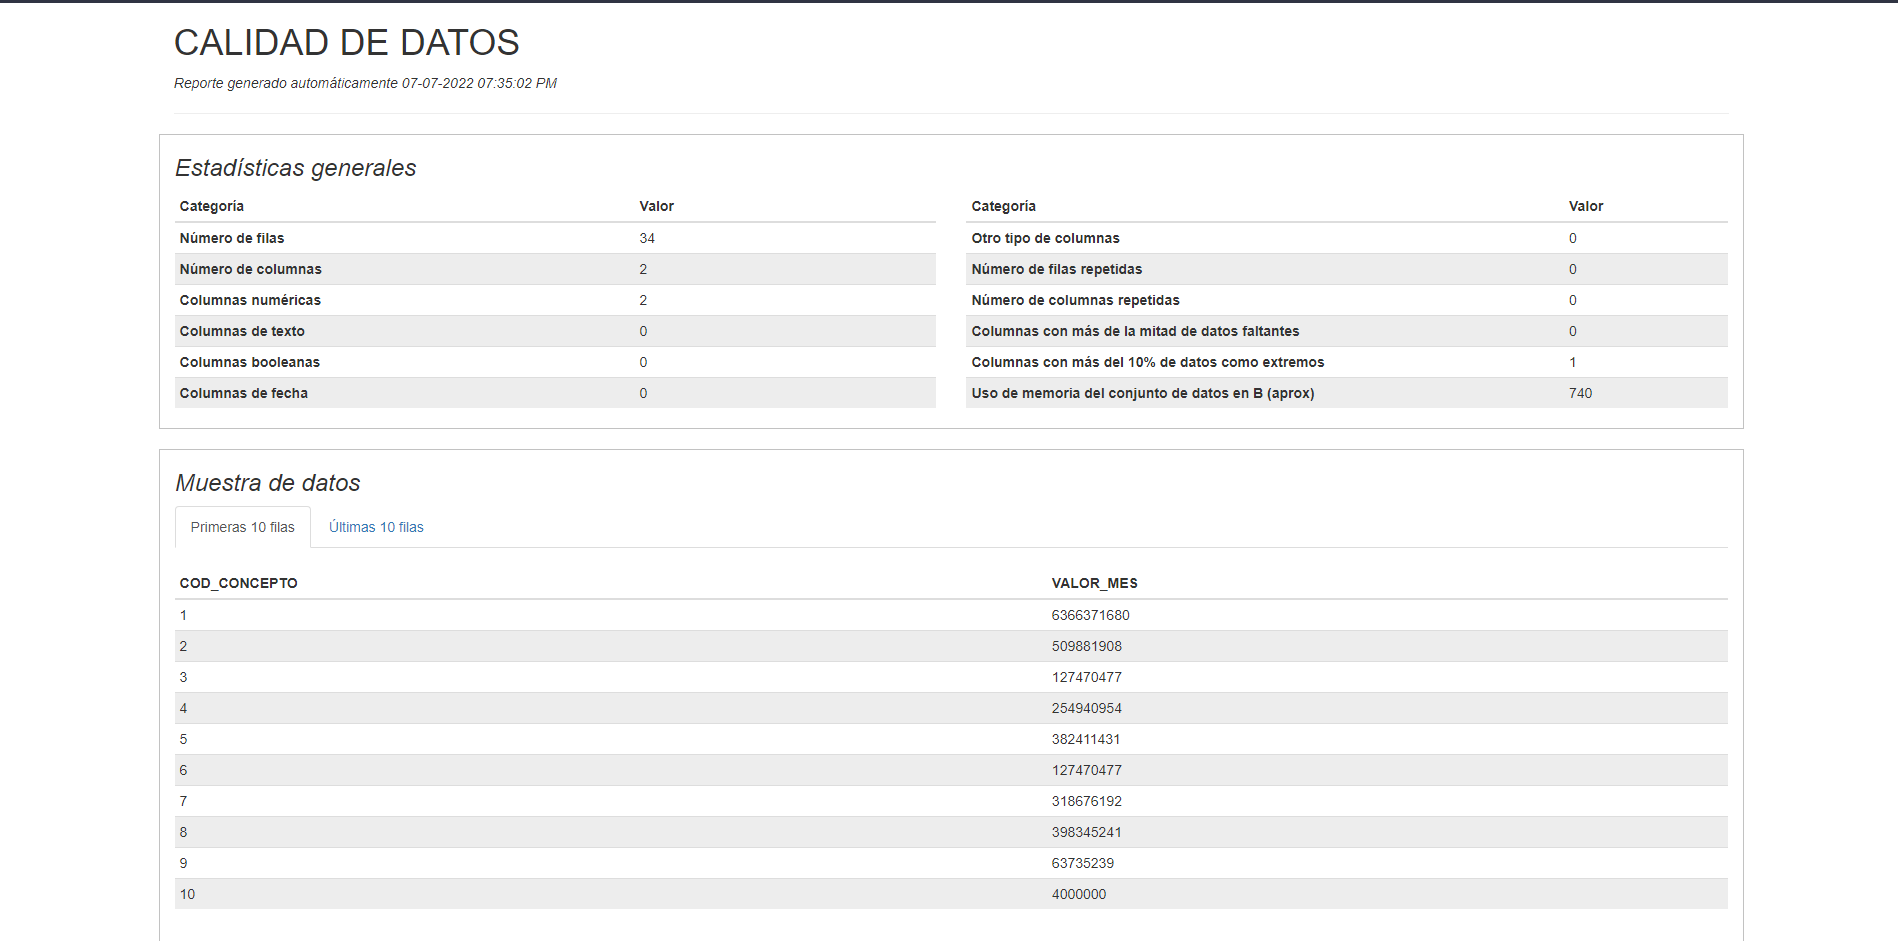 CALIDAD DE DATOS
Reporte generado automáticamente 07-07-2022 07:35:02 PM
Estadísticas generales
Categoría Valor
Número de filas 34
Número de columnas 2
Columnas numéricas 2
Columnas de texto 0
Columnas booleanas 0
Columnas de fecha 0
Categoría Valor
Otro tipo de columnas 0
Número de filas repetidas 0
Número de columnas repetidas 0
Columnas con más de la mitad de datos faltantes 0
Columnas con más del 10% de datos como extremos 1
Uso de memoria del conjunto de datos en B (aprox) 740
Muestra de datos
Primeras 10 filas Últimas 10 filas
COD_CONCEPTO VALOR_MES
1 6366371680
2 509881908
3 127470477
4 254940954
5 382411431
6 127470477
7 318676192
8 398345241
9 63735239
10 4000000